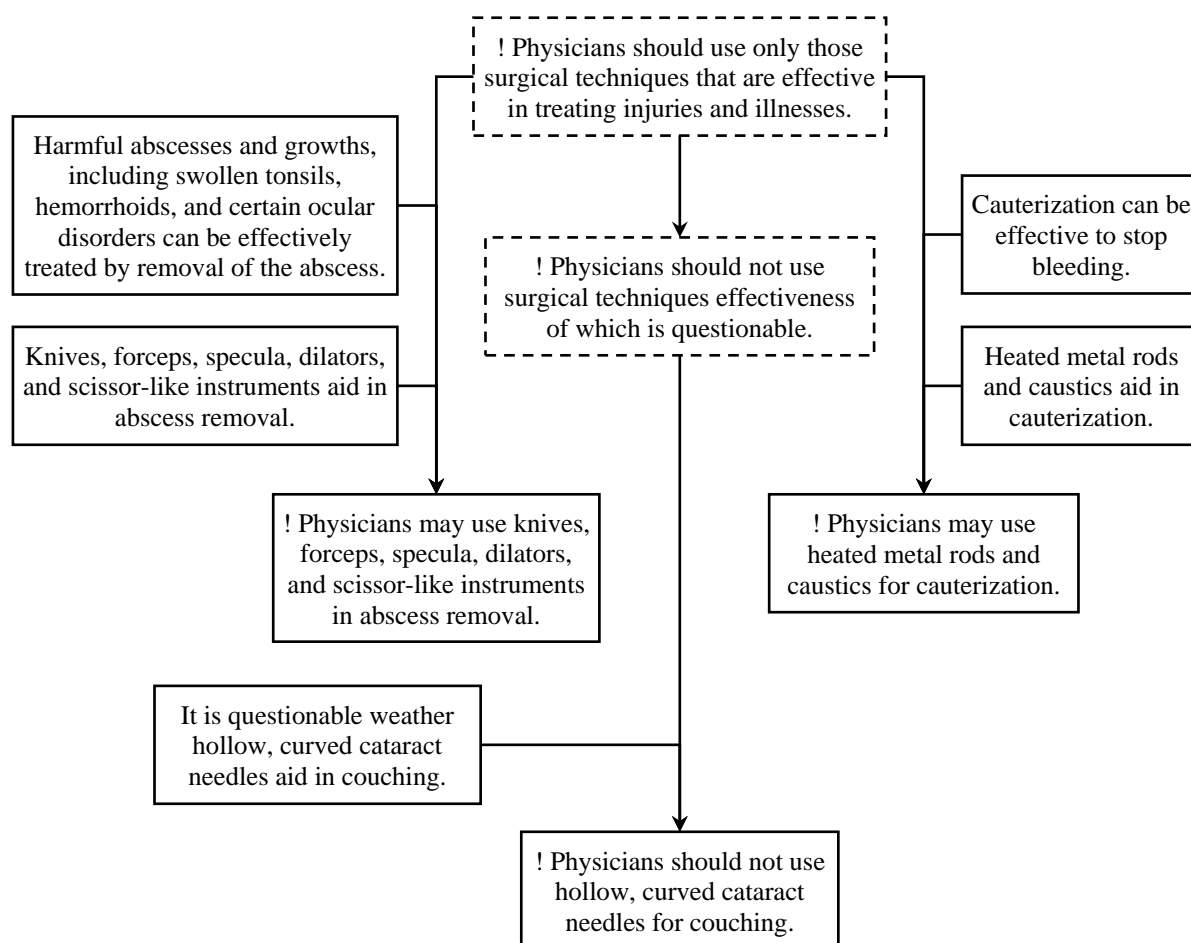 ! Physicians should use only those
surgical techniques that are effective
in treating injuries and illnesses.
Harmful abscesses and growths,
including swollen tonsils,
hemorrhoids, and certain ocular
disorders can be effectively
treated by removal of the abscess.
Cauterization can be
effective to stop
bleeding.
! Physicians should not use
surgical techniques effectiveness
of which is questionable.
Knives, forceps, specula, dilators,
and scissor-like instruments aid in
abscess removal.
Heated metal rods
and caustics aid in
cauterization.
! Physicians may use knives,
forceps, specula, dilators,
and scissor-like instruments
in abscess removal.
! Physicians may use
heated metal rods and
caustics for cauterization.
It is questionable weather
hollow, curved cataract
needles aid in couching.
! Physicians should not use
hollow, curved cataract
needles for couching.